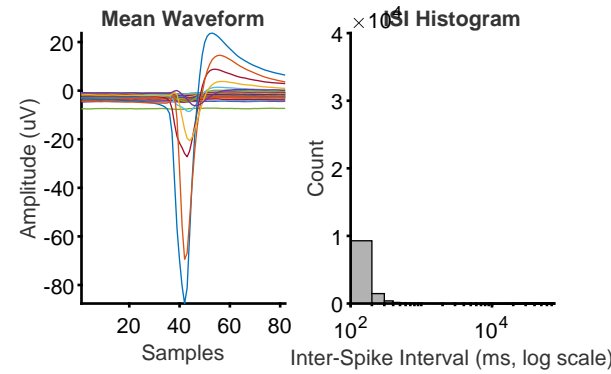 Mean Waveform
20
0
-20
-40
-60
-80
Amplitude (uV)
20 40 60 80
Samples
×10⁴
ISI Histogram
4
3
2
1
0
Count
10² 10⁴
Inter-Spike Interval (ms, log scale)